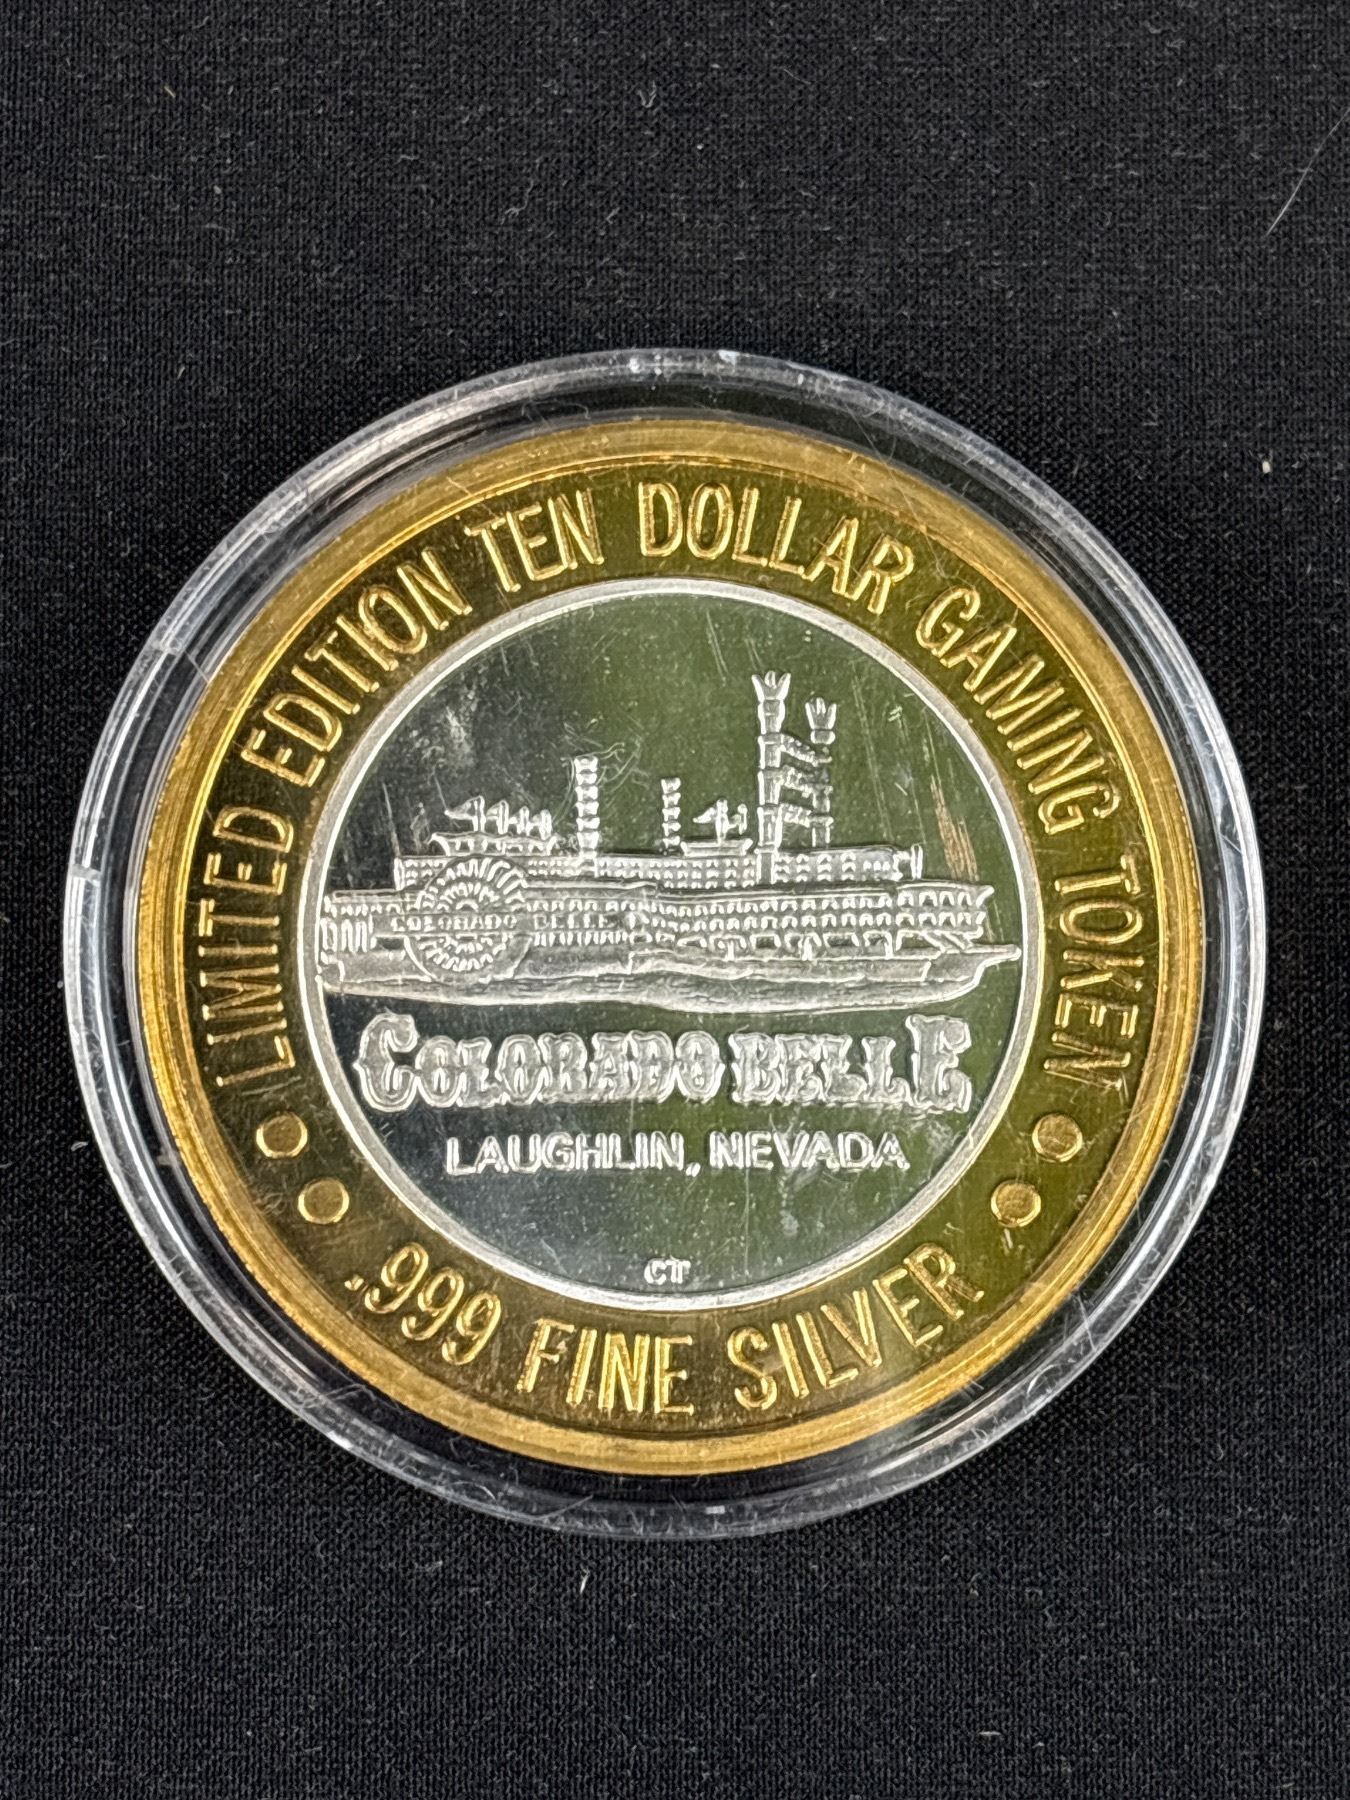 LIMITED EDITION TEN DOLLAR GAMING TOKEN
COLORADO BELLE
COLORADO BELLE
LAUGHLIN, NEVADA
CT
.999 FINE SILVER